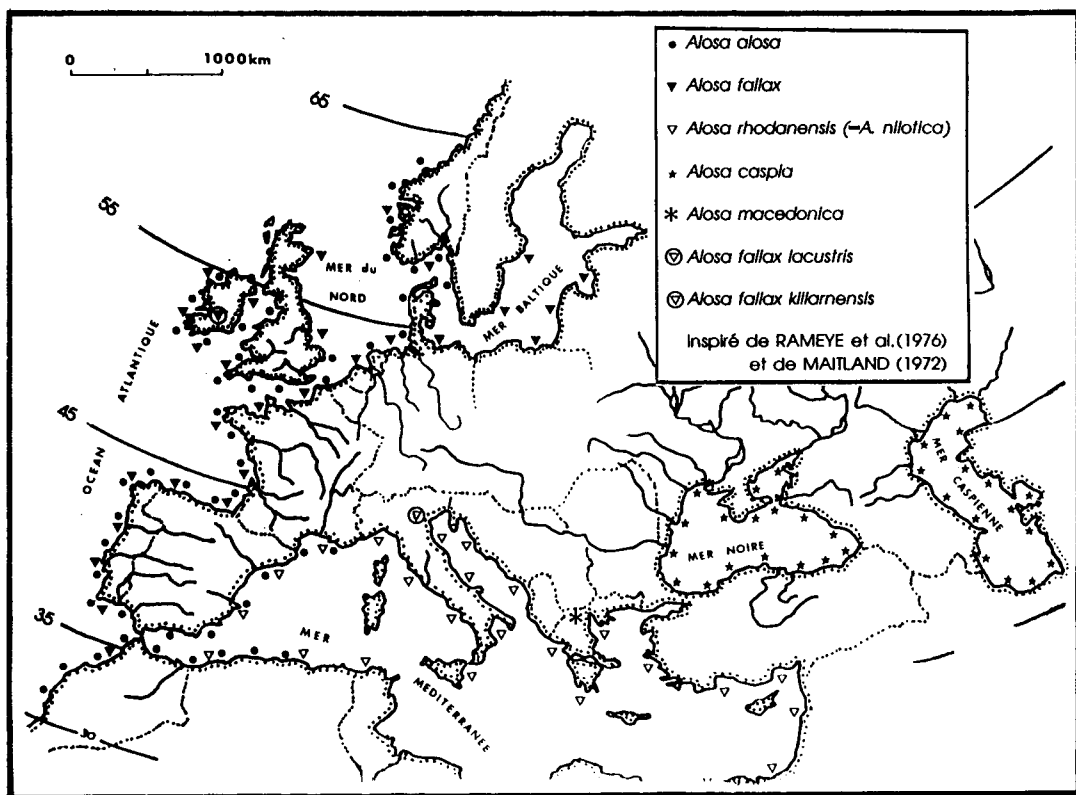 0 1000km
65
55
45
35
30
ATLANTIQUE
OCEAN
MER du
NORD
MER BALTIQUE
MER
MEDITERRANÉE
MER NOIRE
MER
CASPIENNE
Alosa alosa
Alosa fallax
Alosa rhodanensis (=A. nilotica)
Alosa caspia
Alosa macedonica
Alosa fallax lacustris
Alosa fallax killarnensis
Inspiré de RAMEYE et al.(1976)
et de MAITLAND (1972)